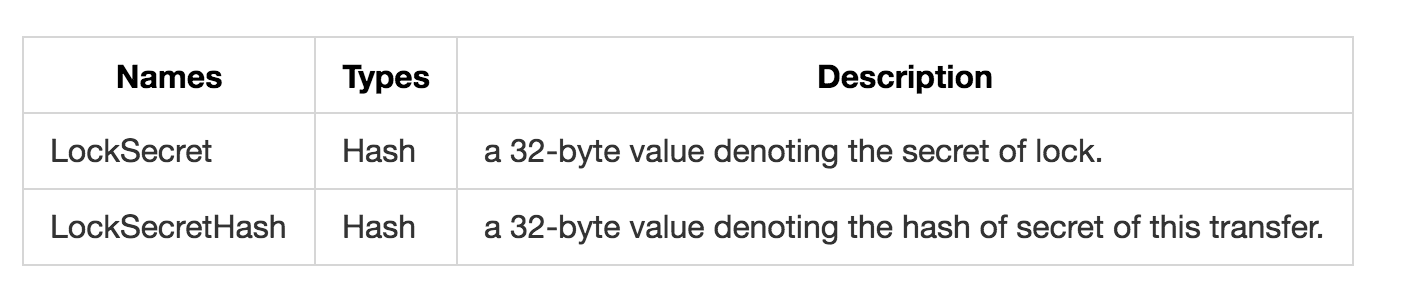 Names Types Description
LockSecret Hash a 32-byte value denoting the secret of lock.
LockSecretHash Hash a 32-byte value denoting the hash of secret of this transfer.